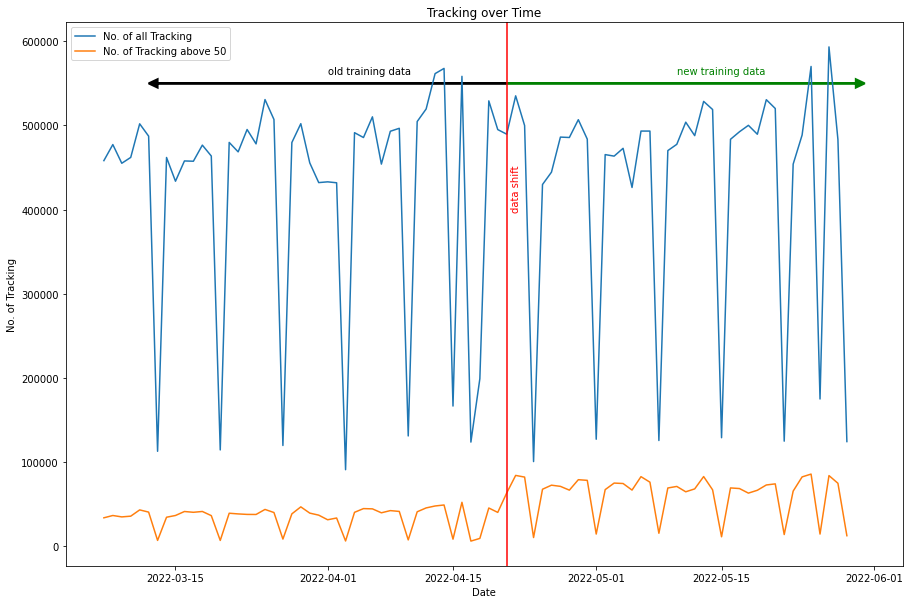 Tracking over Time
No. of all Tracking
No. of Tracking above 50
old training data
new training data
data shift
No. of Tracking
600000
500000
400000
300000
200000
100000
0
2022-03-15
2022-04-01
2022-04-15
2022-05-01
2022-05-15
2022-06-01
Date